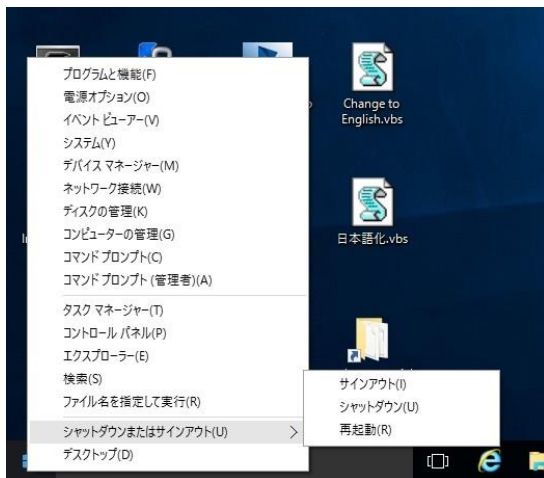 プログラムと機能(F)
電源オプション(O)
イベント ビューアー(V)
システム(Y)
デバイス マネージャー(M)
ネットワーク接続(W)
ディスクの管理(K)
コンピューターの管理(G)
コマンド プロンプト(C)
コマンド プロンプト (管理者)(A)
タスク マネージャー(T)
コントロール パネル(P)
エクスプローラー(E)
検索(S)
ファイル名を指定して実行(R)
シャットダウンまたはサインアウト(U)
デスクトップ(D)
サインアウト(I)
シャットダウン(U)
再起動(R)
Change to
English.vbs
日本語化.vbs